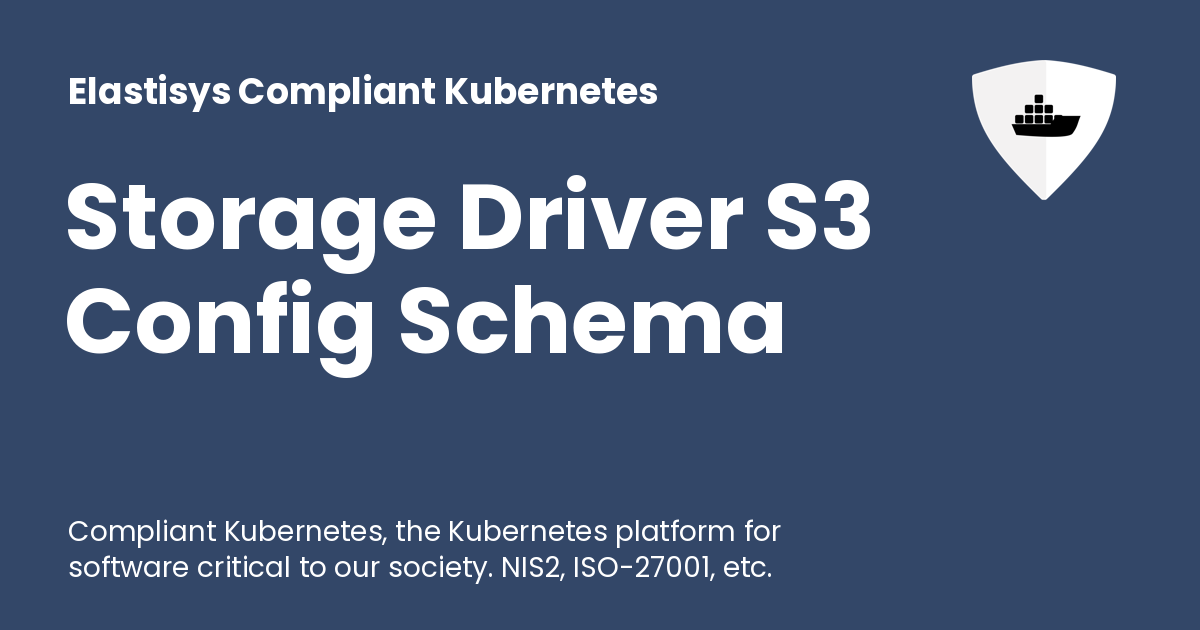 Elastisys Compliant Kubernetes
Storage Driver S3
Config Schema
Compliant Kubernetes, the Kubernetes platform for
software critical to our society. NIS2, ISO-27001, etc.